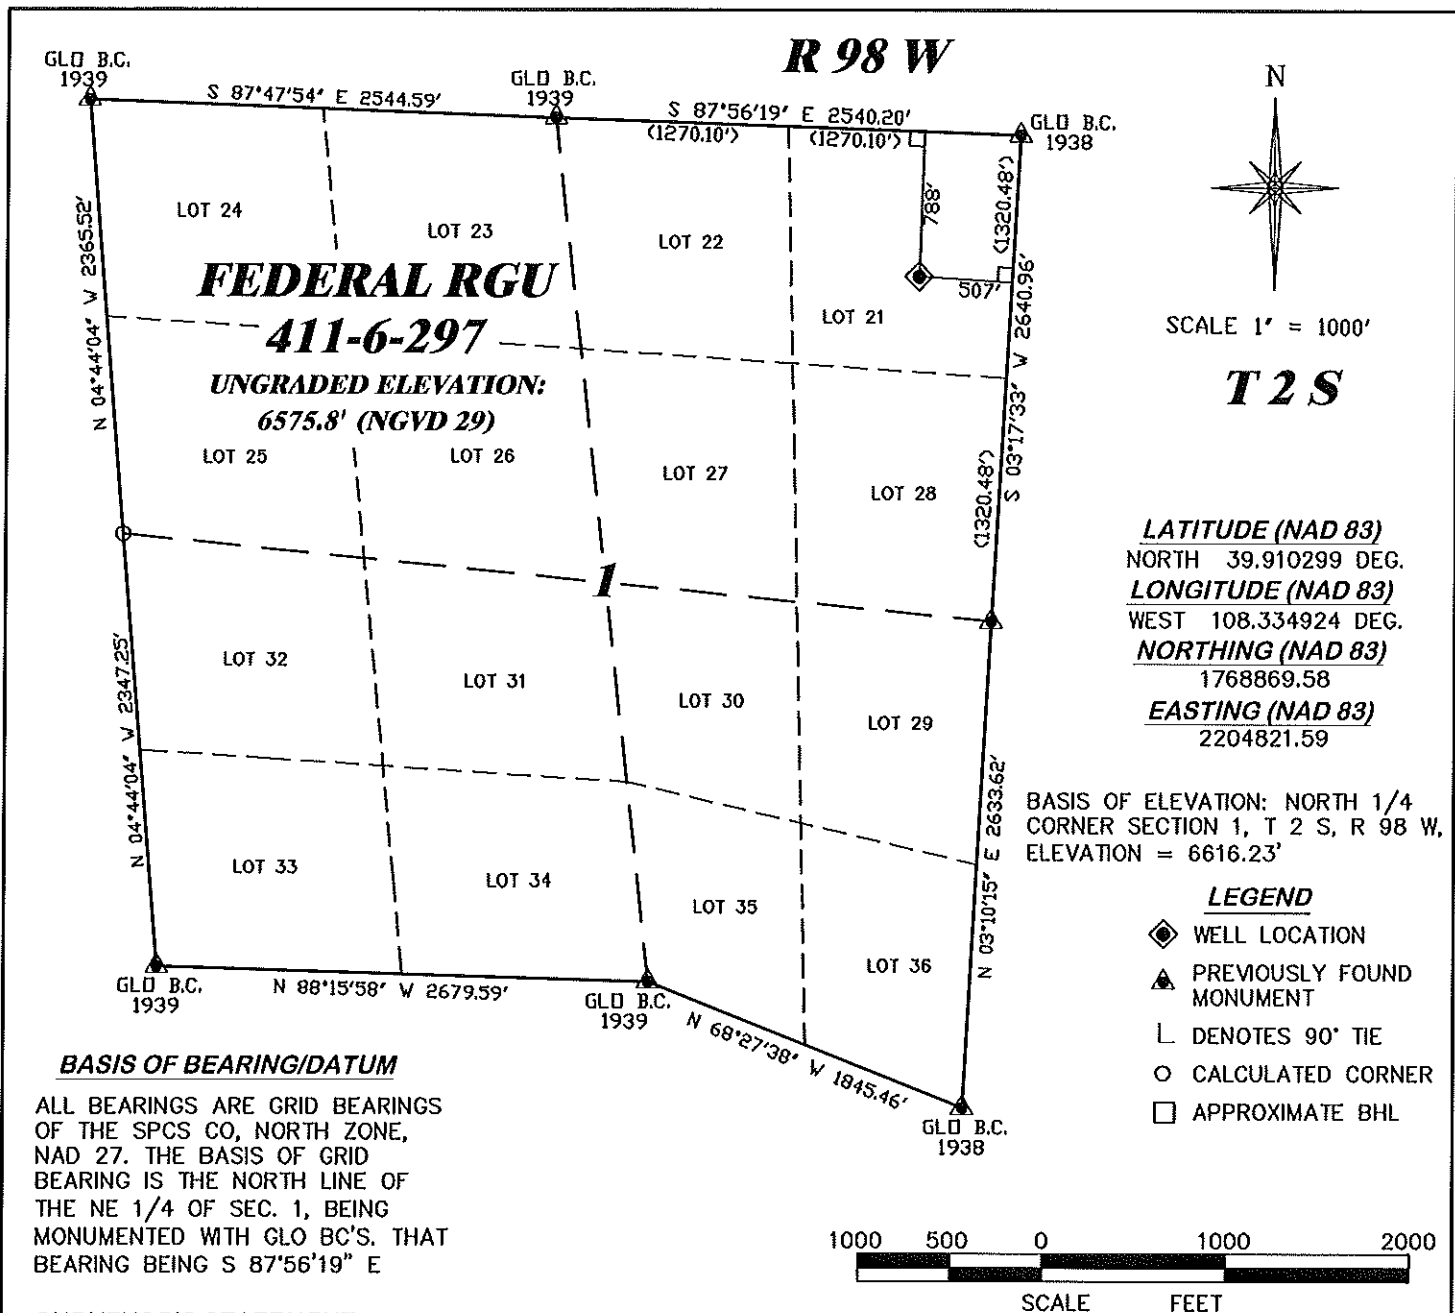 R 98 W
GLO B.C.
1939
S 87°47'54" E 2544.59'
GLO B.C.
1939
S 87°56'19" E 2540.20'
(1270.10')
(1270.10')
GLO B.C.
1938
N
LOT 24
LOT 23
LOT 22
788'
(1320.48')
N 04°44'04" W 2365.52'
FEDERAL RGU
411-6-297
UNGRADED ELEVATION:
6575.8' (NGVD 29)
507'
LOT 21
S 03°17'33" W 2640.96'
SCALE 1" = 1000'
T 2 S
LOT 25
LOT 26
LOT 27
LOT 28
(1320.48')
LATITUDE (NAD 83)
NORTH 39.910299 DEG.
LONGITUDE (NAD 83)
WEST 108.334924 DEG.
NORTHING (NAD 83)
1768869.58
EASTING (NAD 83)
2204821.59
1
LOT 32
LOT 31
LOT 30
LOT 29
N 04°44'04" W 2347.25'
N 03°10'15" E 2633.62'
BASIS OF ELEVATION: NORTH 1/4
CORNER SECTION 1, T 2 S, R 98 W,
ELEVATION = 6616.23'
LOT 33
LOT 34
LOT 35
LOT 36
LEGEND
WELL LOCATION
PREVIOUSLY FOUND
MONUMENT
DENOTES 90° TIE
CALCULATED CORNER
APPROXIMATE BHL
GLO B.C.
1939
N 88°15'58" W 2679.59'
GLO B.C.
1939
N 68°27'38" W 1845.46'
GLO B.C.
1938
BASIS OF BEARING/DATUM
ALL BEARINGS ARE GRID BEARINGS
OF THE SPCS CO, NORTH ZONE,
NAD 27. THE BASIS OF GRID
BEARING IS THE NORTH LINE OF
THE NE 1/4 OF SEC. 1, BEING
MONUMENTED WITH GLO BC'S. THAT
BEARING BEING S 87°56'19" E
1000 500 0 1000 2000
SCALE FEET